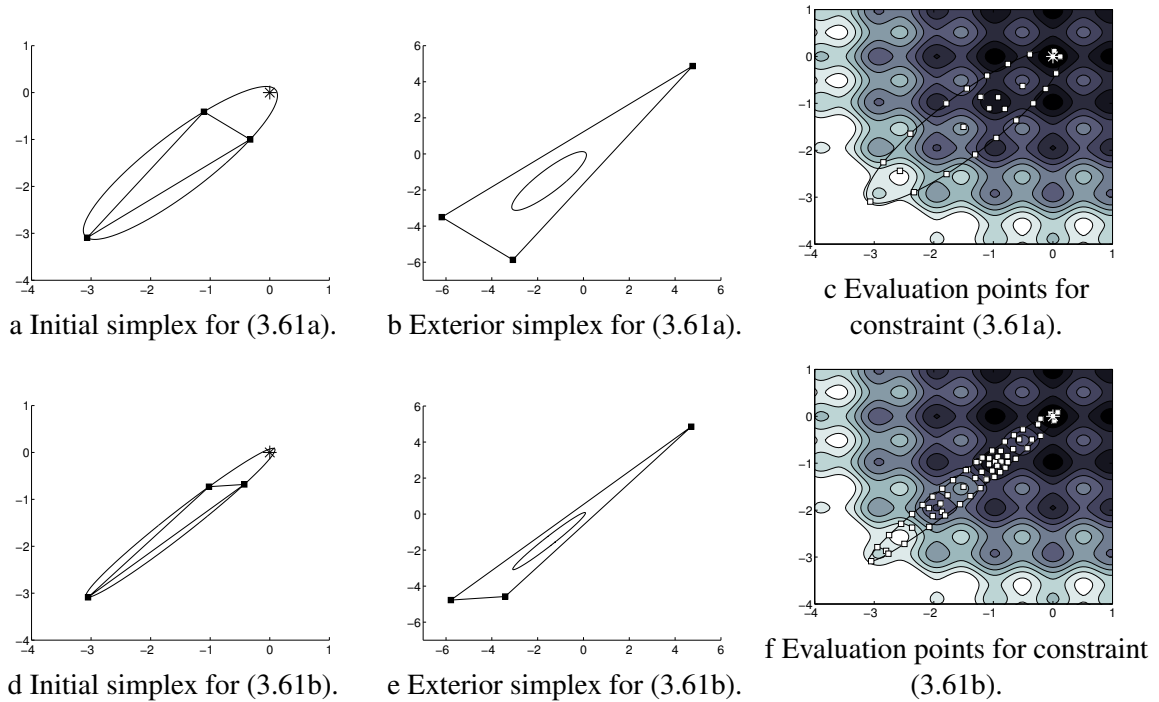 1
0
−1
−2
−3
−4
−4 −3 −2 −1 0 1
a Initial simplex for (3.61a).
6
4
2
0
−2
−4
−6
−6 −4 −2 0 2 4 6
b Exterior simplex for (3.61a).
1
0
−1
−2
−3
−4
−4 −3 −2 −1 0 1
c Evaluation points for
constraint (3.61a).
1
0
−1
−2
−3
−4
−4 −3 −2 −1 0 1
d Initial simplex for (3.61b).
6
4
2
0
−2
−4
−6
−6 −4 −2 0 2 4 6
e Exterior simplex for (3.61b).
1
0
−1
−2
−3
−4
−4 −3 −2 −1 0 1
f Evaluation points for constraint
(3.61b).